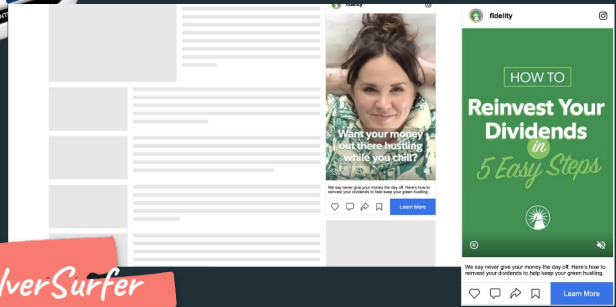 fidelity
Want your money
out there hustling
while you chill?
We say never give your money the day off. Here's how to
reinvest your dividends to help keep your green hustling.
Learn More
fidelity
HOW TO
Reinvest Your
Dividends
in
5 Easy Steps
We say never give your money the day off. Here's how to
reinvest your dividends to help keep your green hustling.
Learn More
lverSurfer